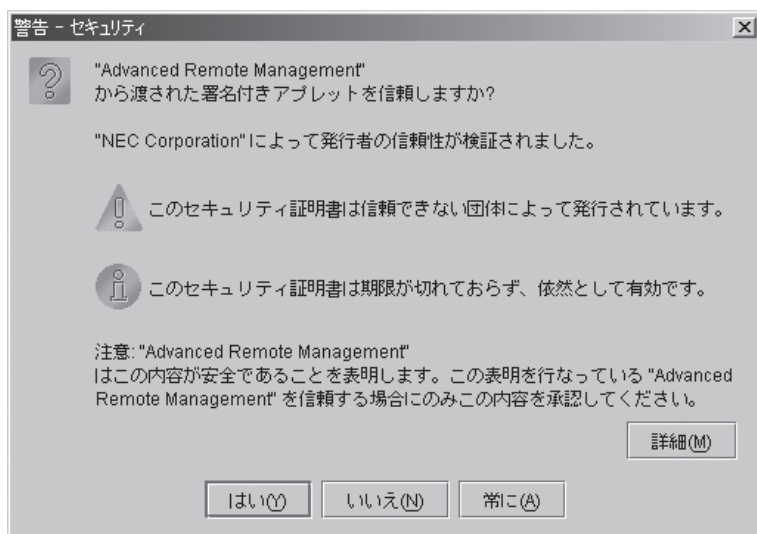 警告 - セキュリティ
"Advanced Remote Management"
から渡された署名付きアプレットを信頼しますか?
"NEC Corporation" によって発行者の信頼性が検証されました。
このセキュリティ証明書は信頼できない団体によって発行されています。
このセキュリティ証明書は期限が切れておらず、依然として有効です。
注意: "Advanced Remote Management"
はこの内容が安全であることを表明します。この表明を行なっている "Advanced
Remote Management" を信頼する場合にのみこの内容を承認してください。
詳細(M)
はい(Y) いいえ(N) 常に(A)